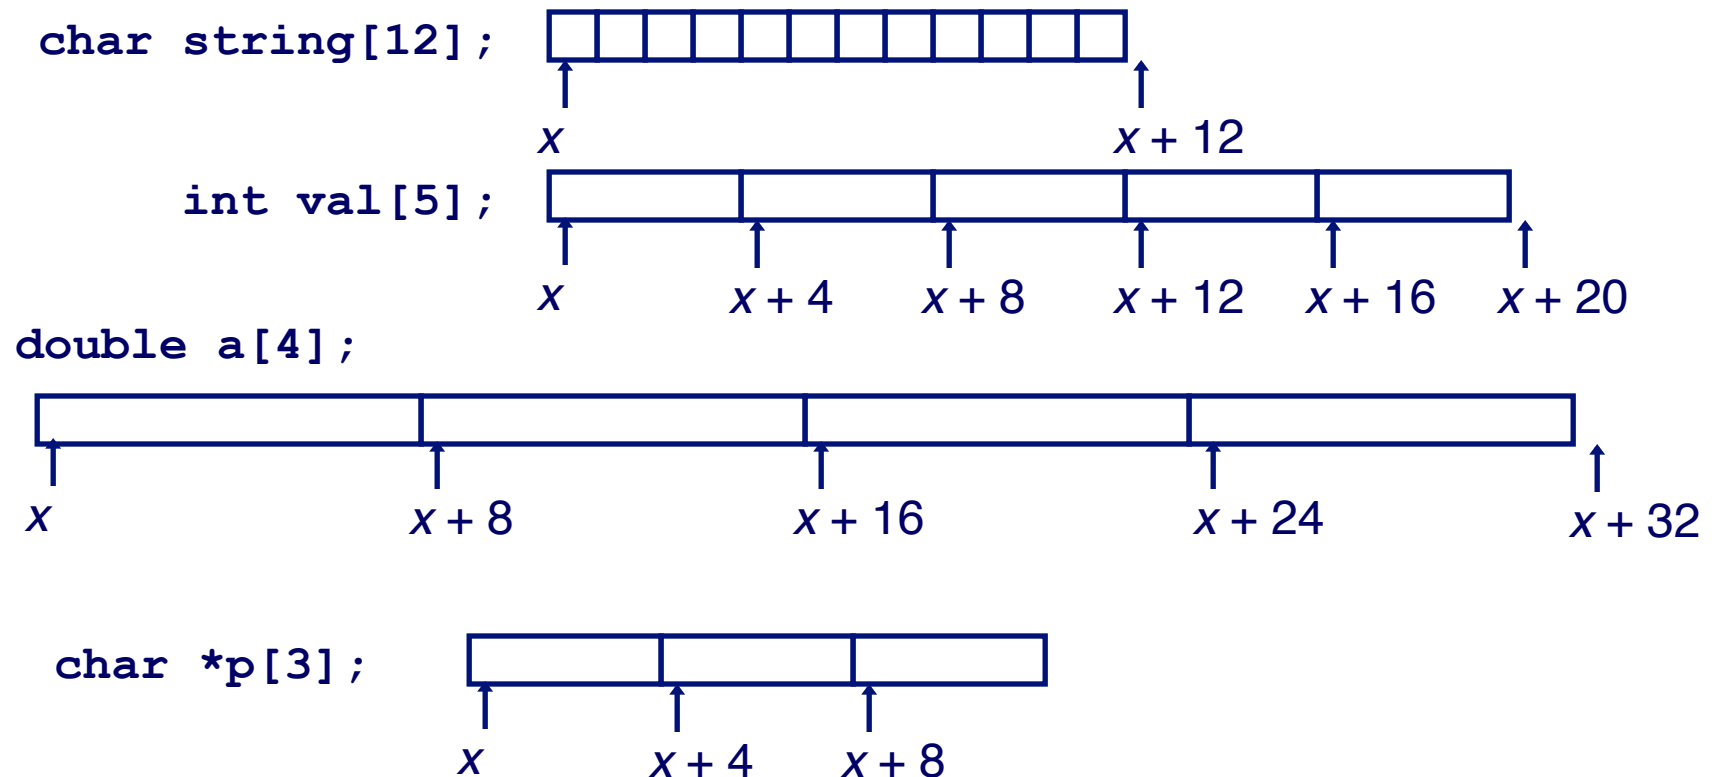 char string[12];
x
x + 12
int val[5];
x
x + 4
x + 8
x + 12
x + 16
x + 20
double a[4];
x
x + 8
x + 16
x + 24
x + 32
char *p[3];
x
x + 4
x + 8